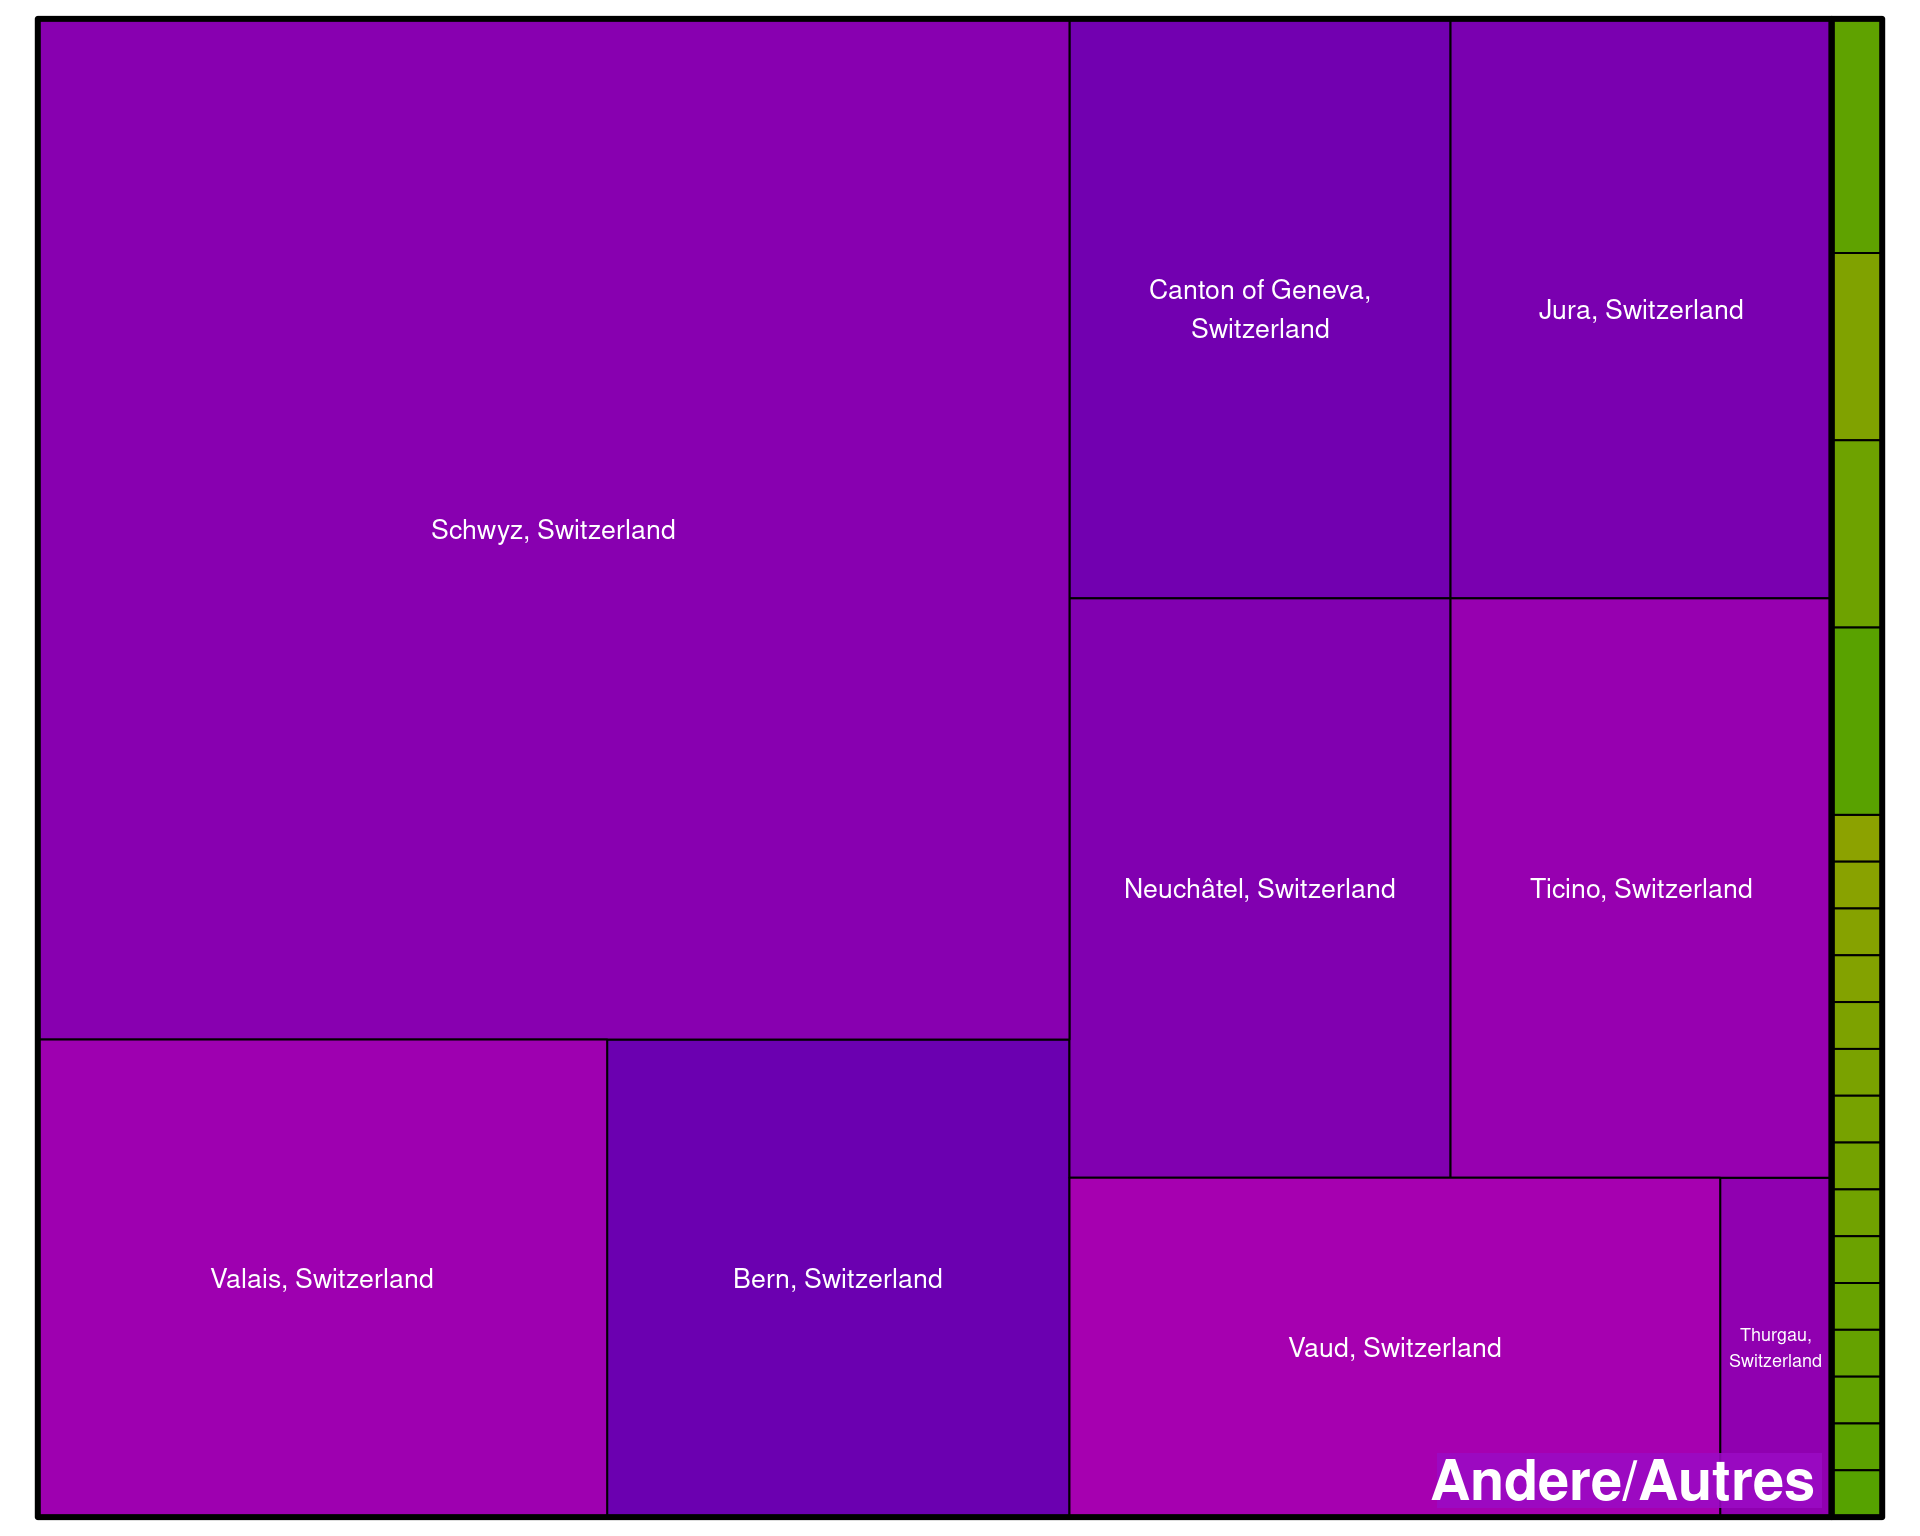 Canton of Geneva,
Switzerland
Jura, Switzerland
Schwyz, Switzerland
Neuchâtel, Switzerland
Ticino, Switzerland
Valais, Switzerland
Bern, Switzerland
Vaud, Switzerland
Thurgau,
Switzerland
Andere/Autres